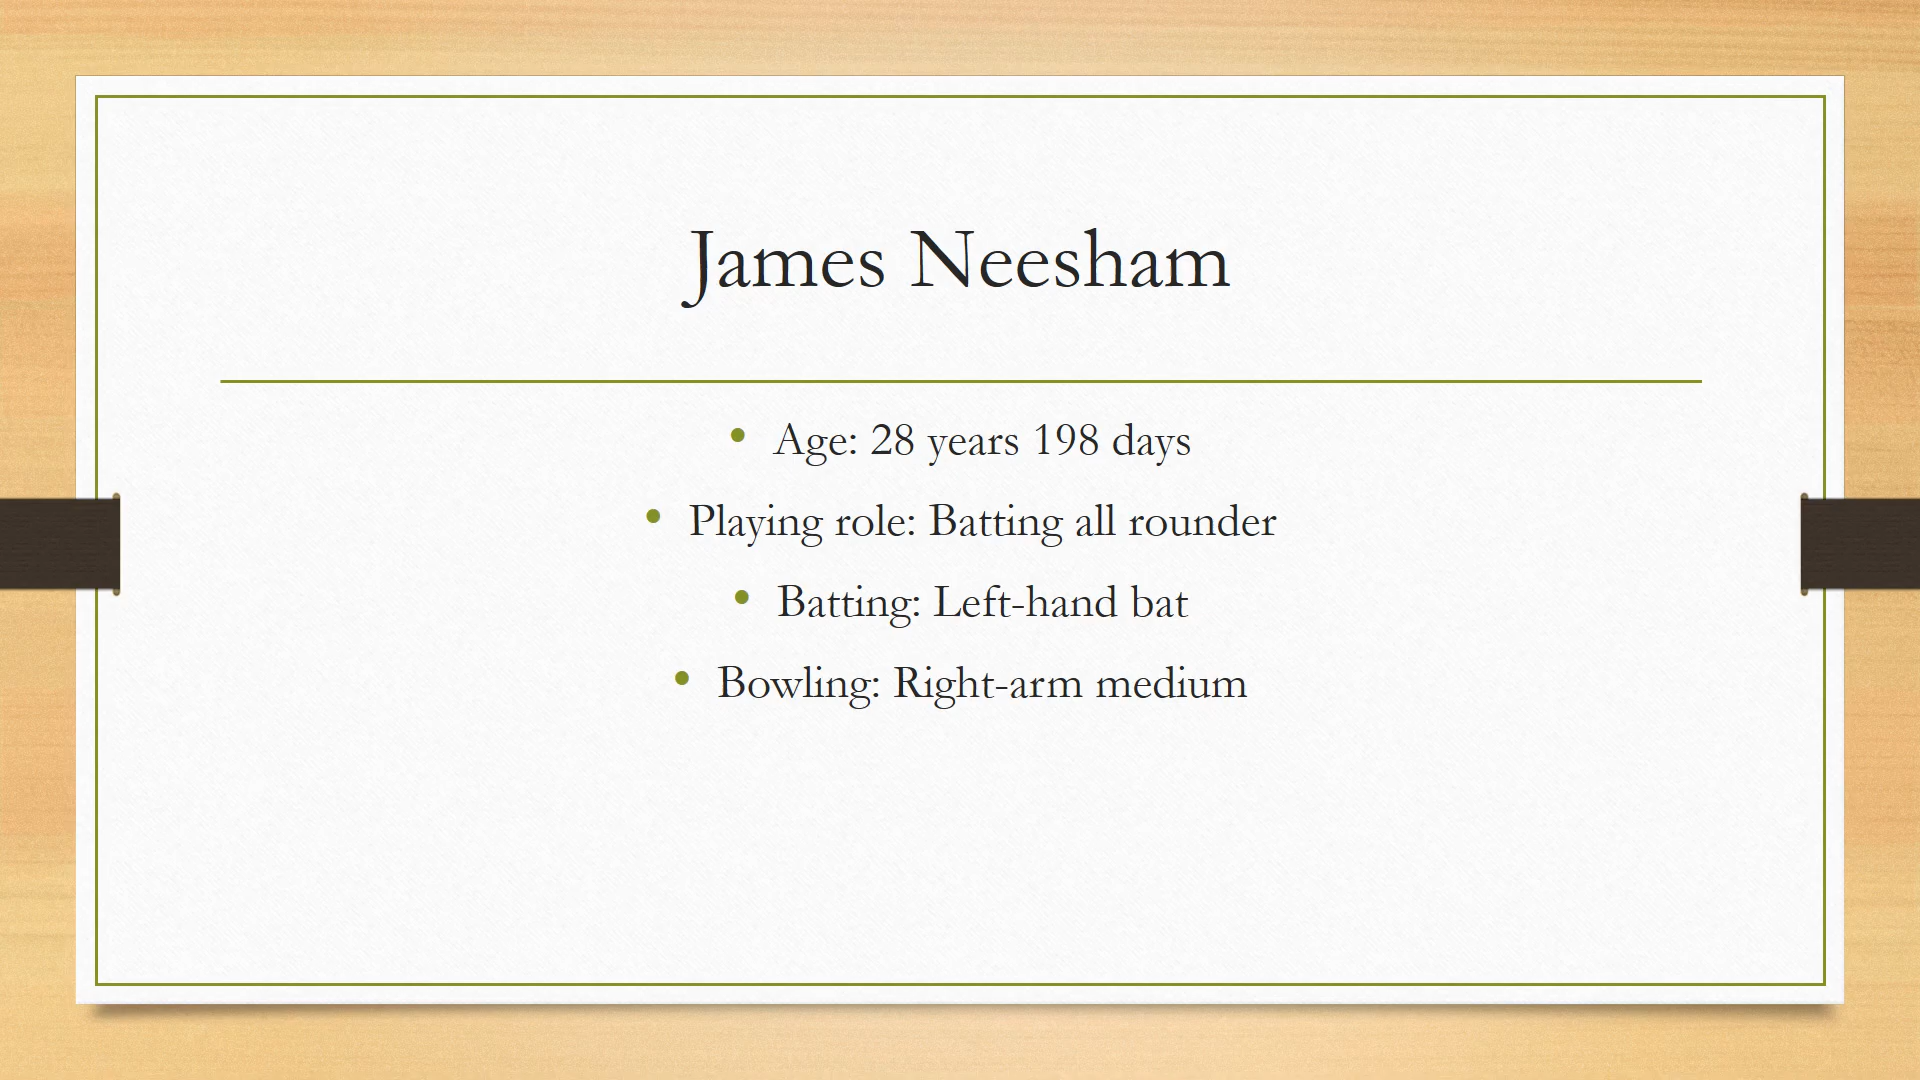 James Neesham
• Age: 28 years 198 days
• Playing role: Batting all rounder
• Batting: Left-hand bat
• Bowling: Right-arm medium